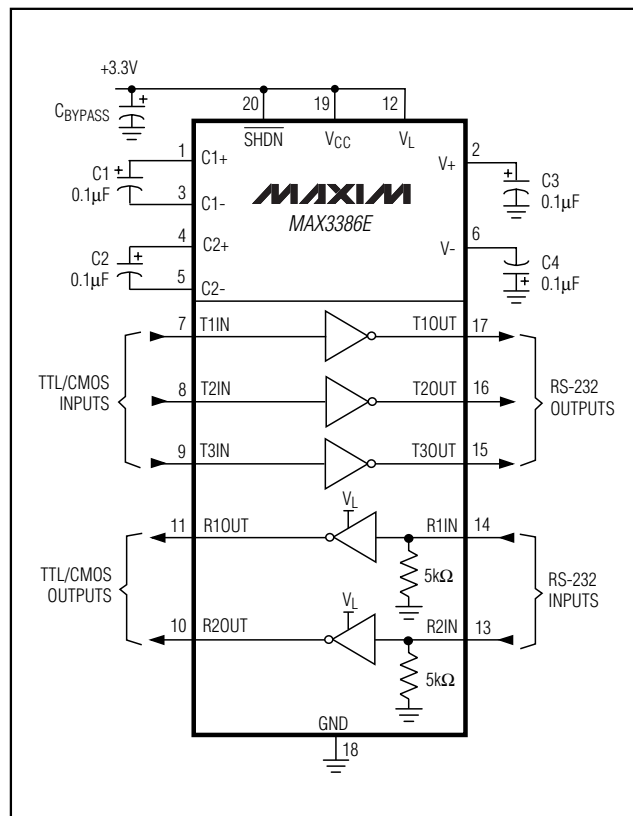 +3.3V
CBYPASS
20 19 12
SHDN VCC VL
1 C1+
C1 0.1µF
3 C1-
4 C2+
C2 0.1µF
5 C2-
MAXIM
MAX3386E
V+ 2
C3 0.1µF
V- 6
C4 0.1µF
7 T1IN T1OUT 17
TTL/CMOS INPUTS
8 T2IN T2OUT 16
RS-232 OUTPUTS
9 T3IN T3OUT 15
VL
11 R1OUT R1IN 14
5kΩ
TTL/CMOS OUTPUTS
RS-232 INPUTS
VL
10 R2OUT R2IN 13
5kΩ
GND
18